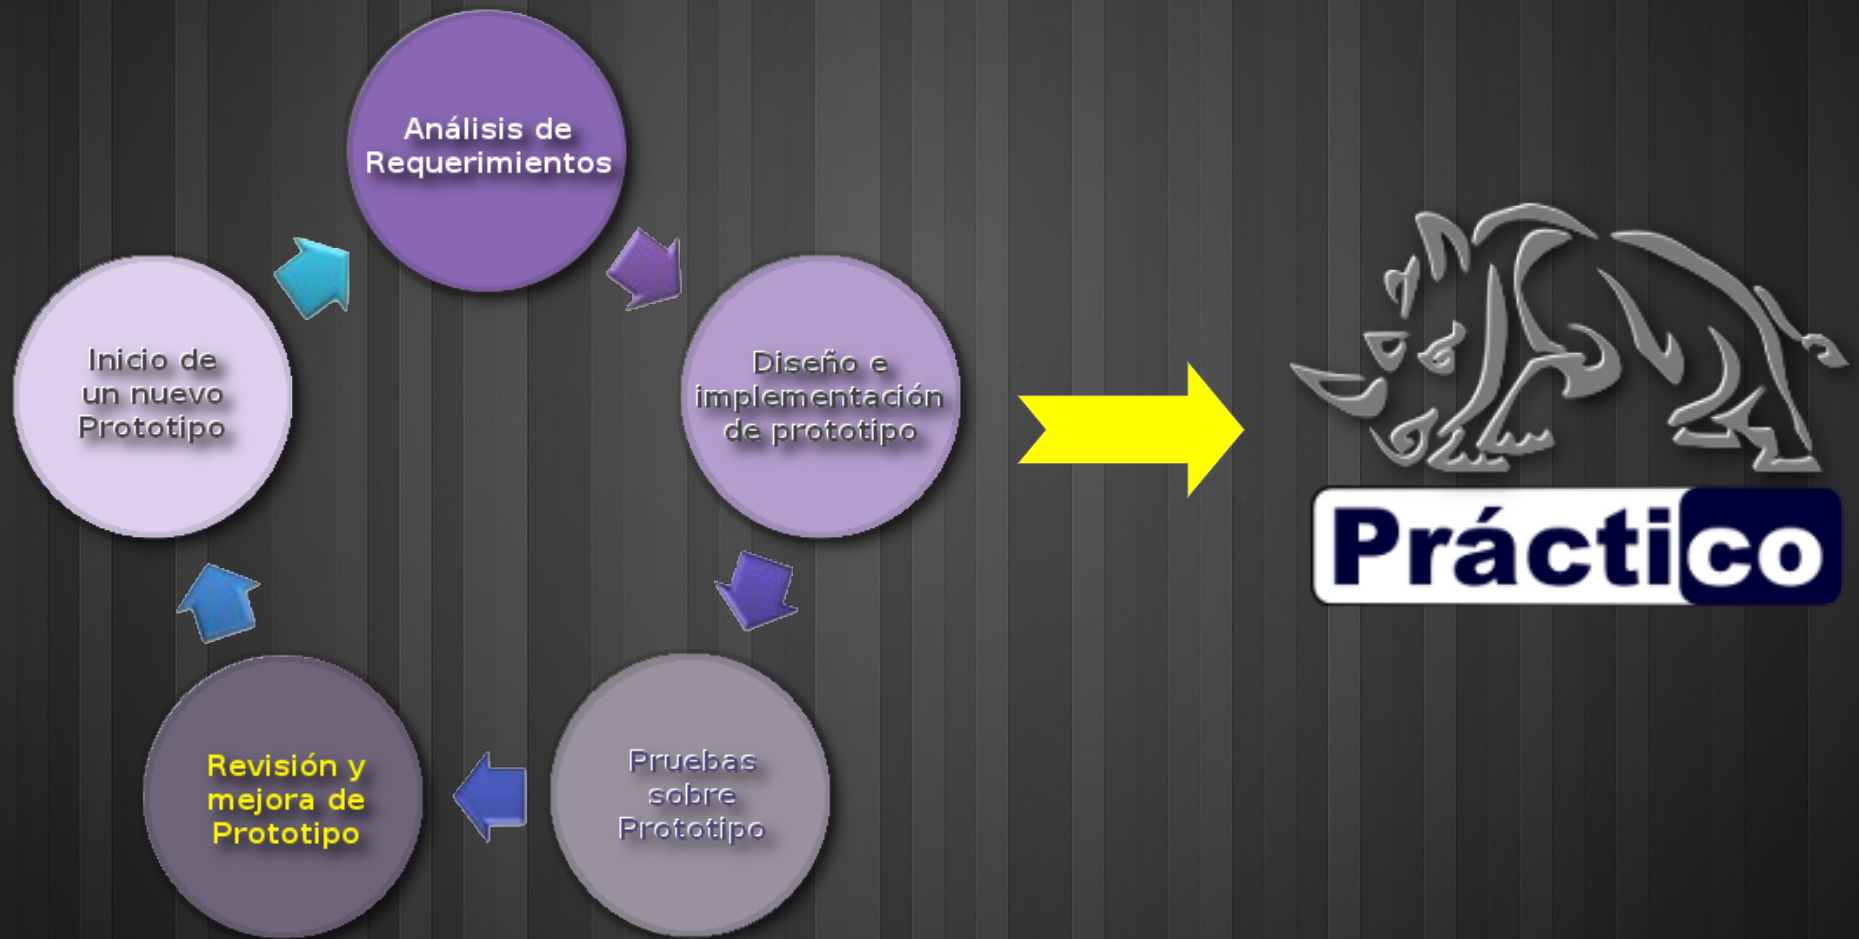 Análisis de
Requerimientos
Diseño e
implementación
de prototipo
Pruebas
sobre
Prototipo
Revisión y
mejora de
Prototipo
Inicio de
un nuevo
Prototipo
Práctico